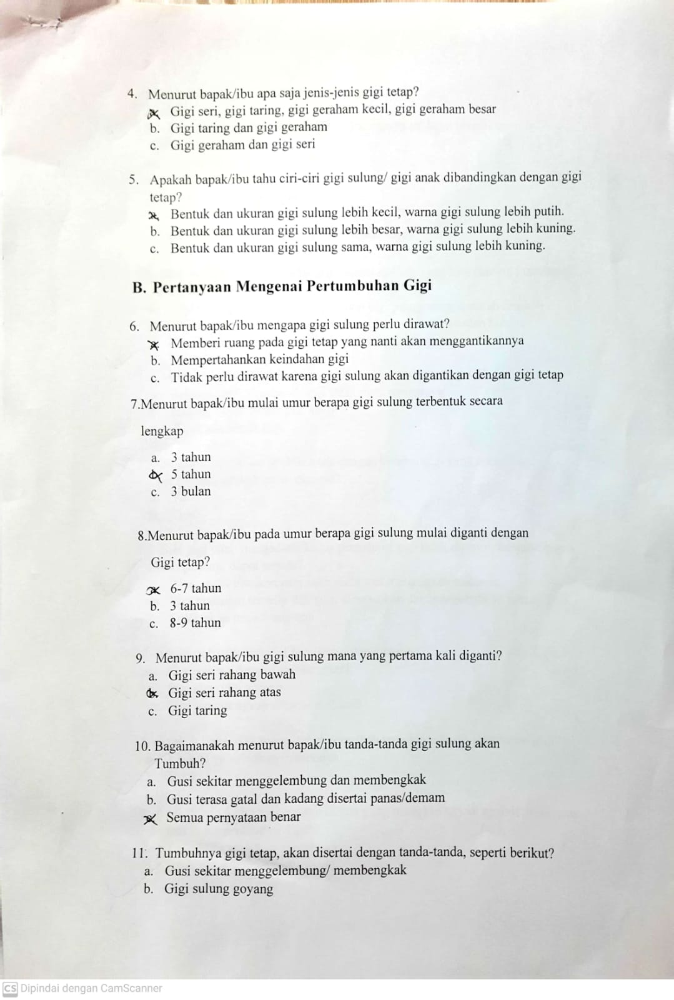 4. Menurut bapak/ibu apa saja jenis-jenis gigi tetap?
a. Gigi seri, gigi taring, gigi geraham kecil, gigi geraham besar
b. Gigi taring dan gigi geraham
c. Gigi geraham dan gigi seri
5. Apakah bapak/ibu tahu ciri-ciri gigi sulung/ gigi anak dibandingkan dengan gigi
tetap?
a. Bentuk dan ukuran gigi sulung lebih kecil, warna gigi sulung lebih putih.
b. Bentuk dan ukuran gigi sulung lebih besar, warna gigi sulung lebih kuning.
c. Bentuk dan ukuran gigi sulung sama, warna gigi sulung lebih kuning.
B. Pertanyaan Mengenai Pertumbuhan Gigi
6. Menurut bapak/ibu mengapa gigi sulung perlu dirawat?
a. Memberi ruang pada gigi tetap yang nanti akan menggantikannya
b. Mempertahankan keindahan gigi
c. Tidak perlu dirawat karena gigi sulung akan digantikan dengan gigi tetap
7.Menurut bapak/ibu mulai umur berapa gigi sulung terbentuk secara
lengkap
a. 3 tahun
b. 5 tahun
c. 3 bulan
8.Menurut bapak/ibu pada umur berapa gigi sulung mulai diganti dengan
Gigi tetap?
a. 6-7 tahun
b. 3 tahun
c. 8-9 tahun
9. Menurut bapak/ibu gigi sulung mana yang pertama kali diganti?
a. Gigi seri rahang bawah
b. Gigi seri rahang atas
c. Gigi taring
10. Bagaimanakah menurut bapak/ibu tanda-tanda gigi sulung akan
Tumbuh?
a. Gusi sekitar menggelembung dan membengkak
b. Gusi terasa gatal dan kadang disertai panas/demam
c. Semua pernyataan benar
11. Tumbuhnya gigi tetap, akan disertai dengan tanda-tanda, seperti berikut?
a. Gusi sekitar menggelembung/ membengkak
b. Gigi sulung goyang
CS Dipindai dengan CamScanner